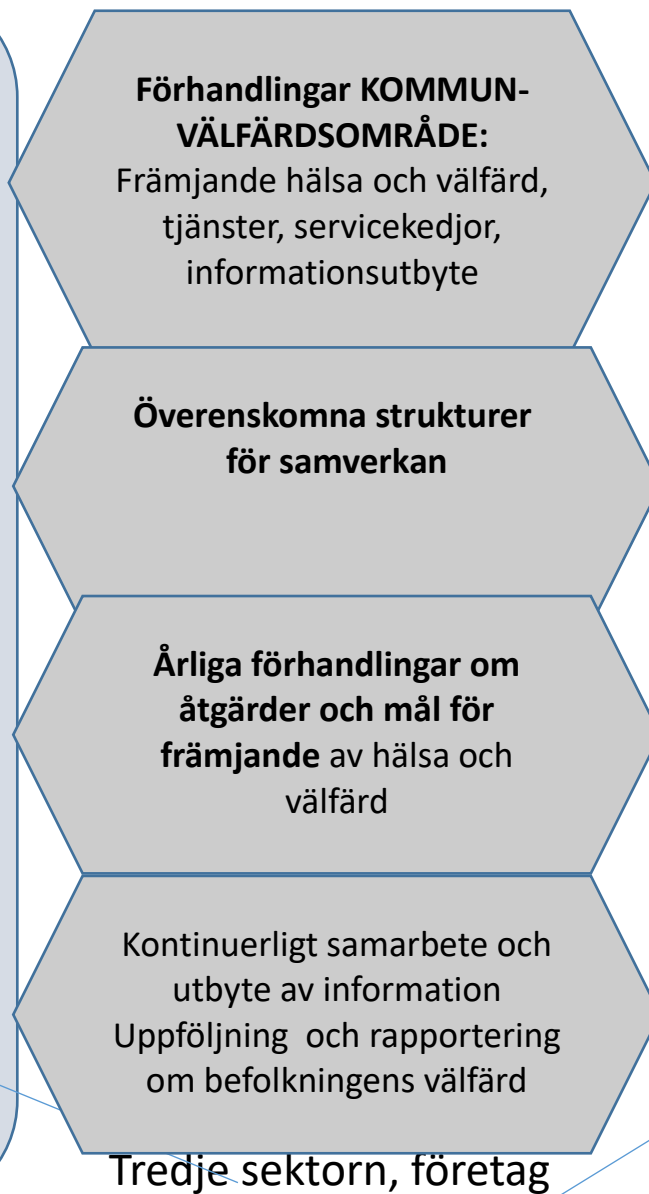 Förhandlingar KOMMUN-
VÄLFÄRDSOMRÅDE:
Främjande hälsa och välfärd,
tjänster, servicekedjor,
informationsutbyte
Överenskomna strukturer
för samverkan
Årliga förhandlingar om
åtgärder och mål för
främjande av hälsa och
välfärd
Kontinuerligt samarbete och
utbyte av information
Uppföljning och rapportering
om befolkningens välfärd
Tredje sektorn, företag